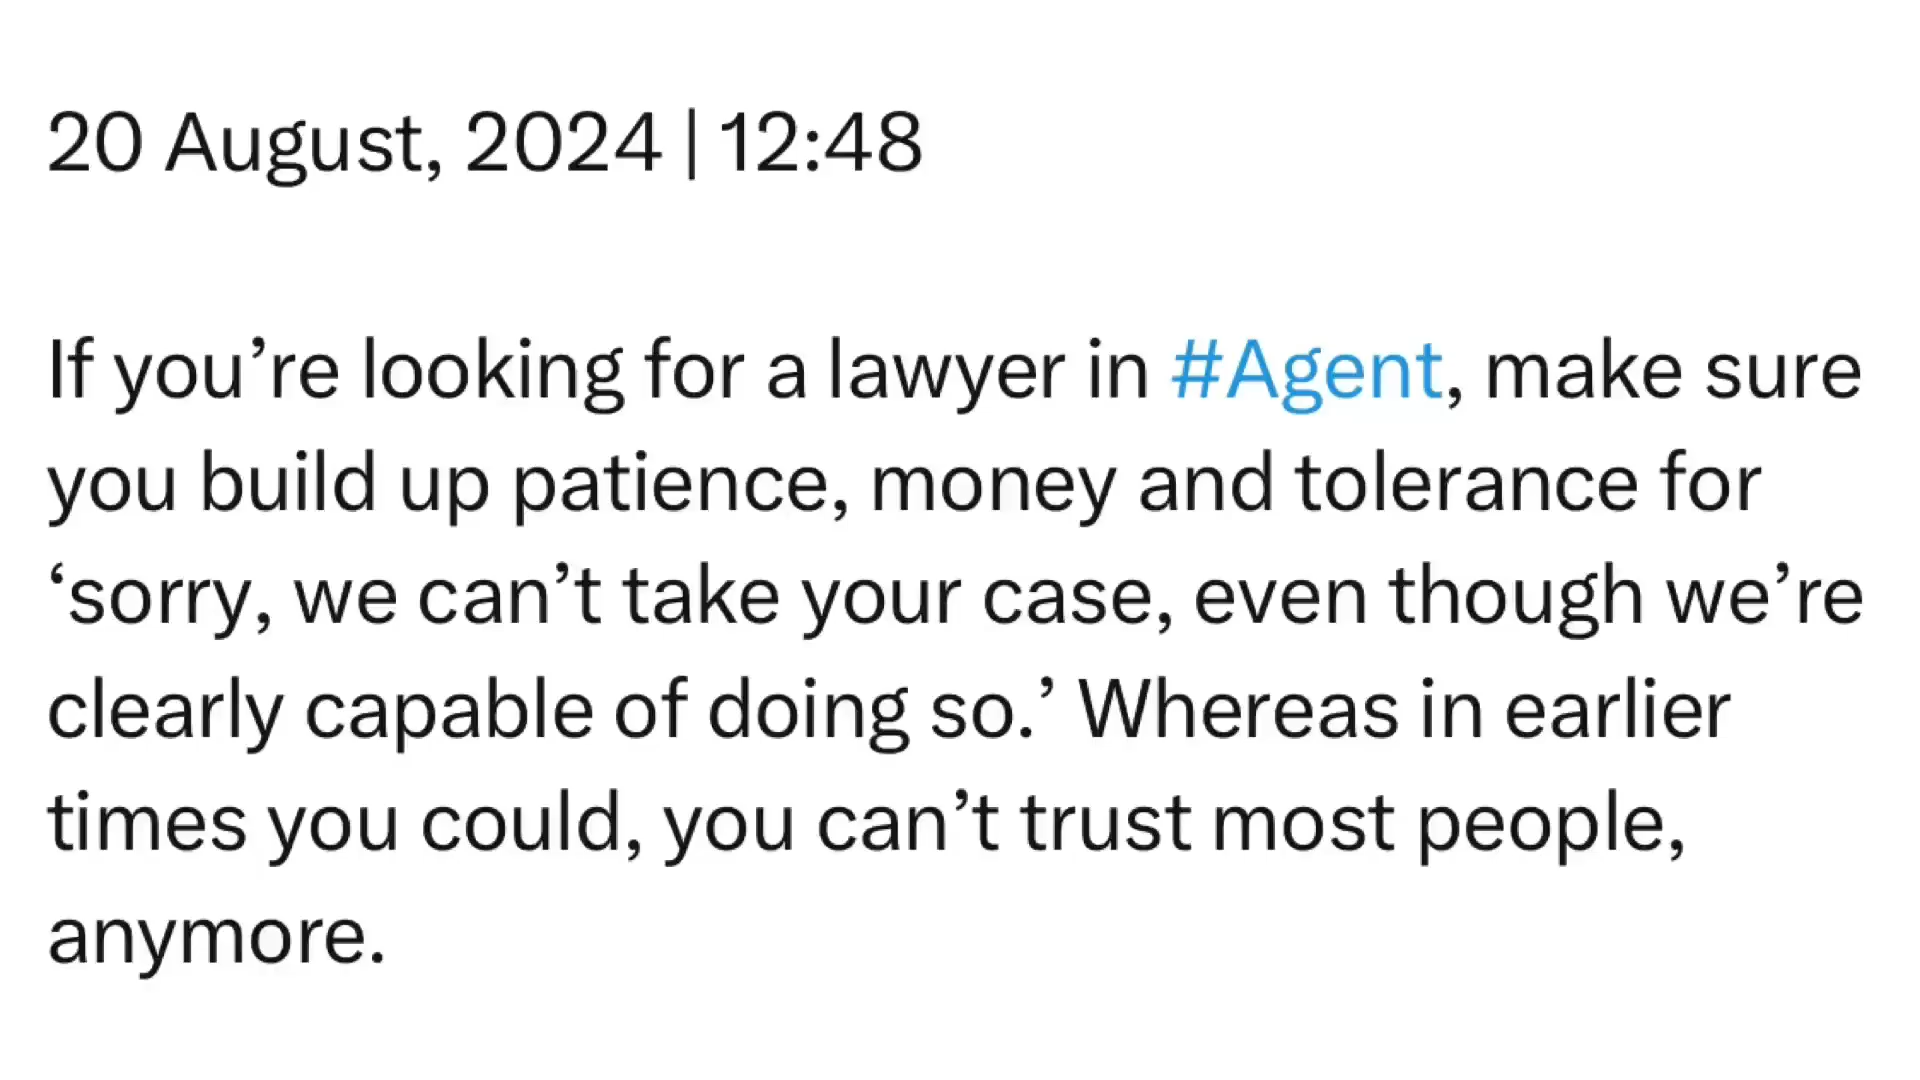 20 August, 2024 | 12:48
If you’re looking for a lawyer in #Agent, make sure
you build up patience, money and tolerance for
‘sorry, we can’t take your case, even though we’re
clearly capable of doing so.’ Whereas in earlier
times you could, you can’t trust most people,
anymore.